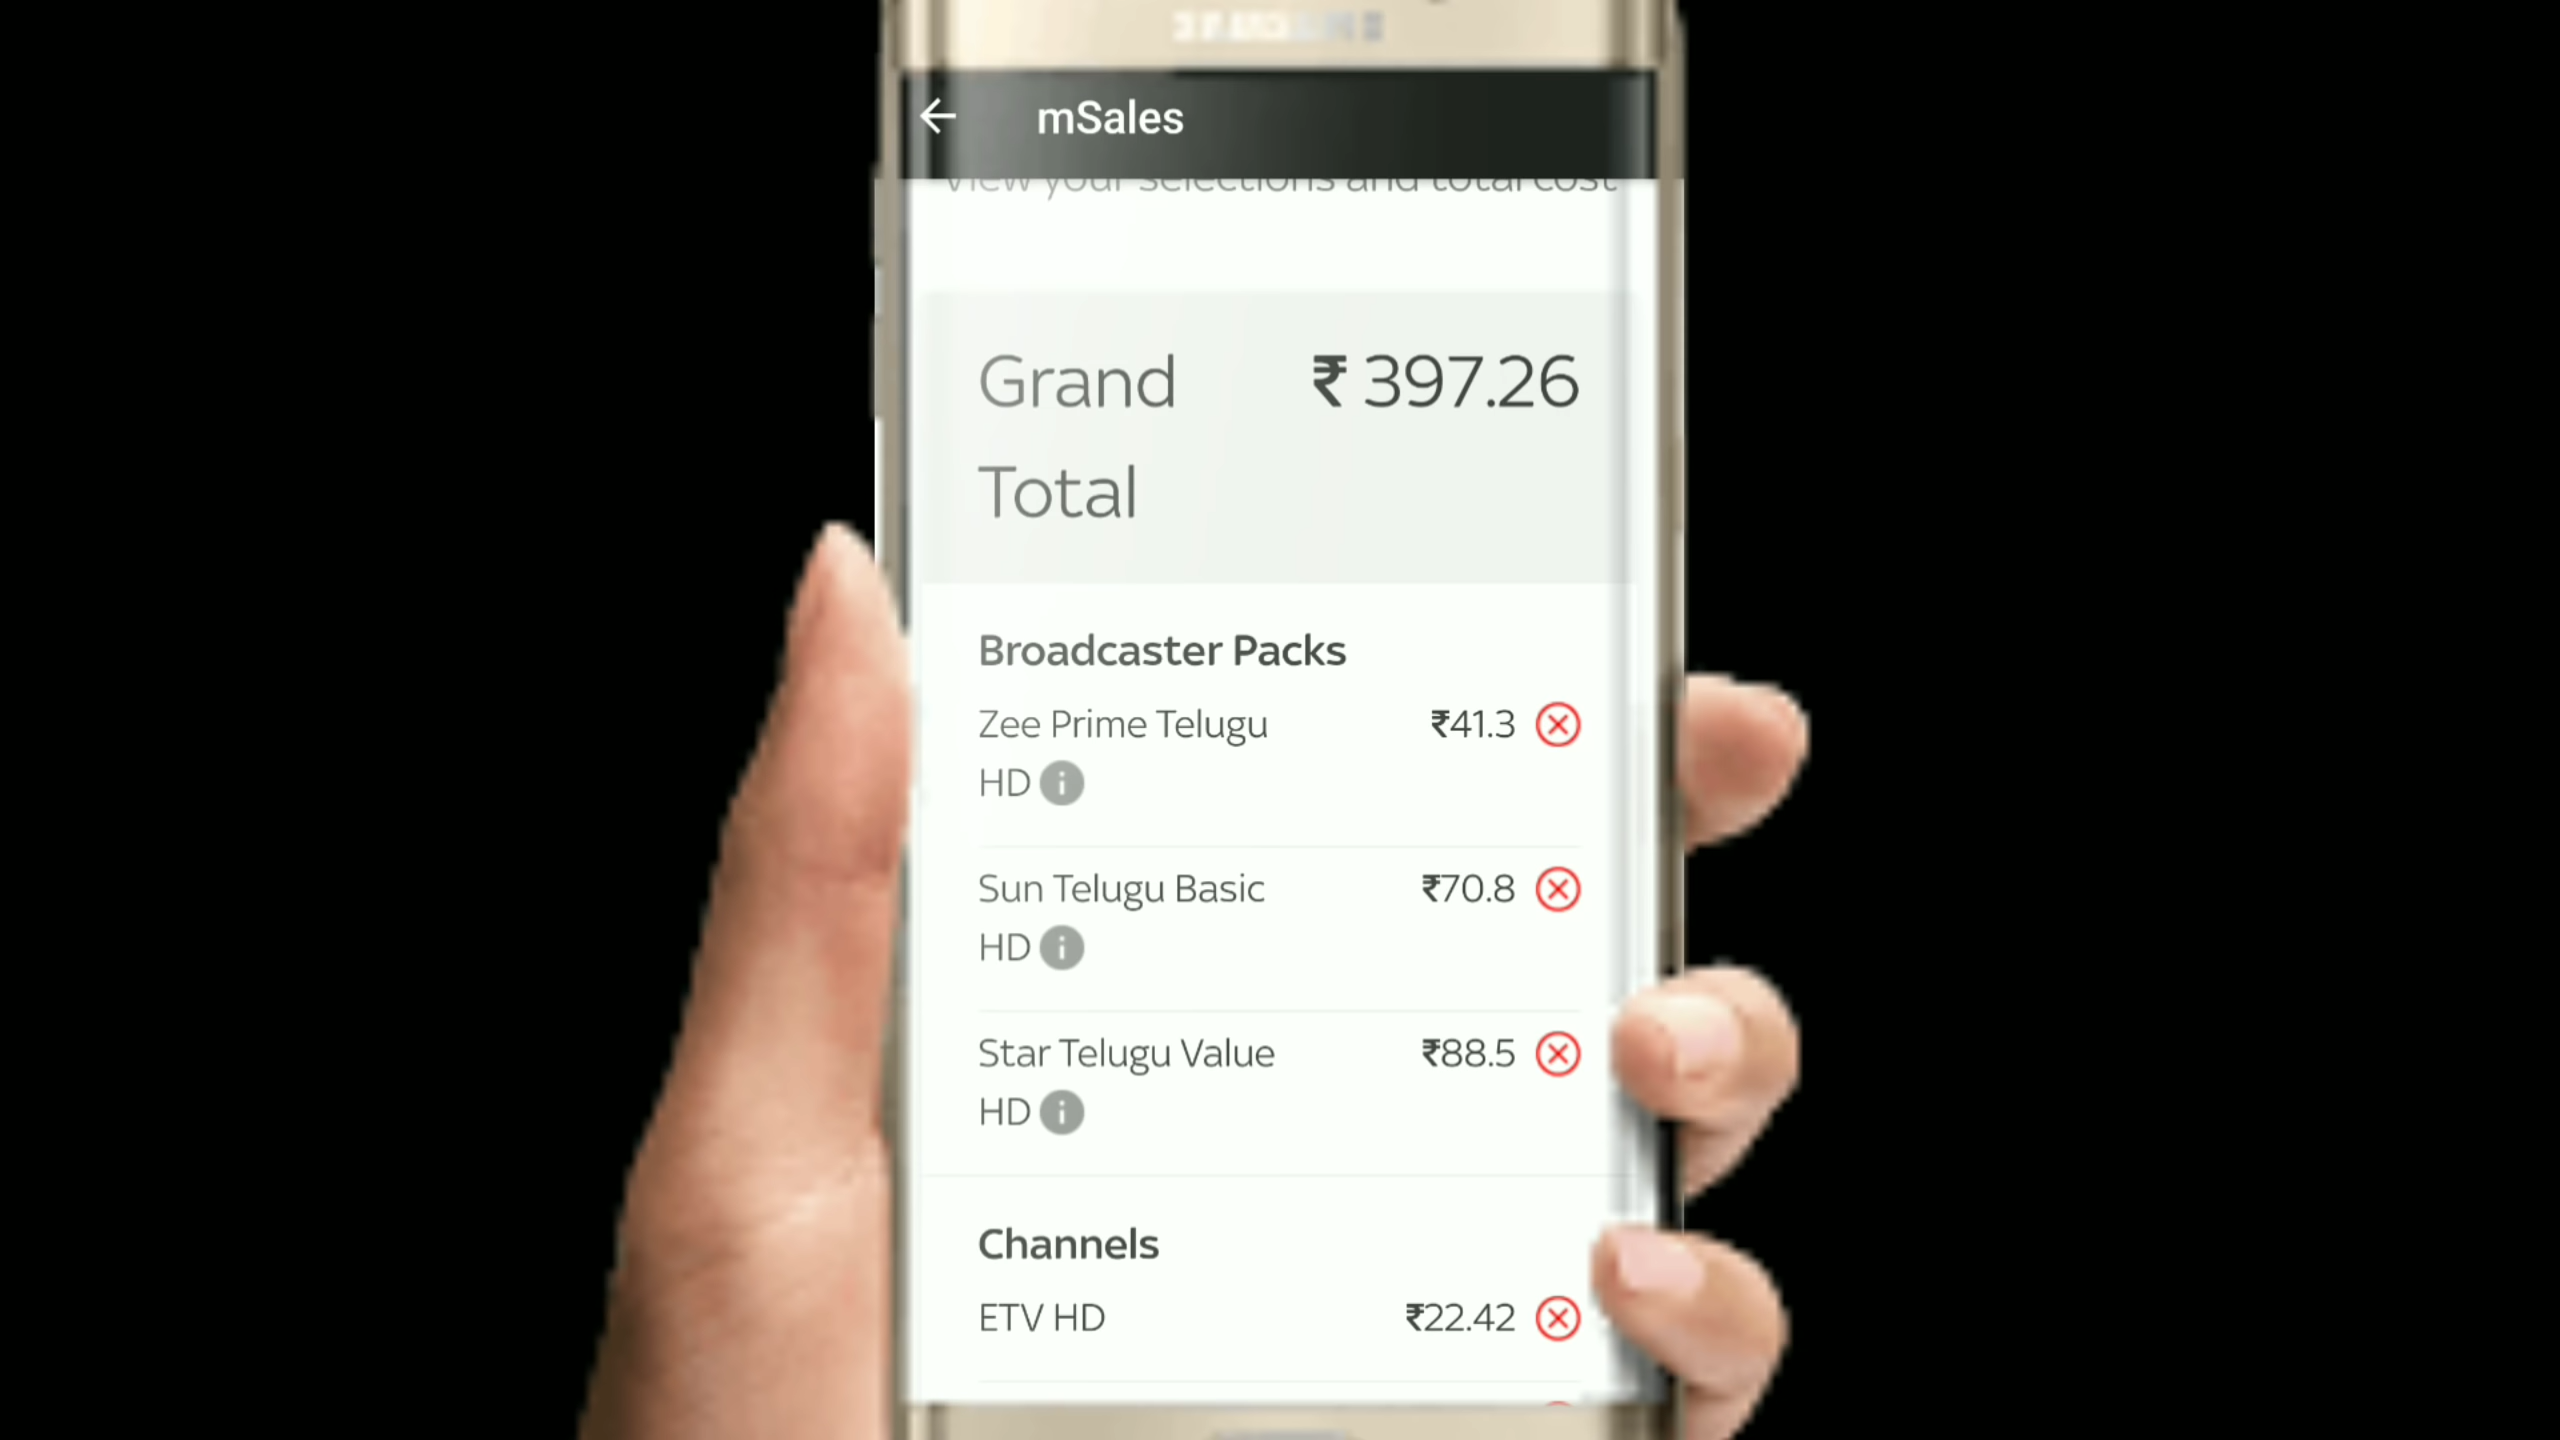 mSales
View your selections and total cost
Grand ₹ 397.26
Total
Broadcaster Packs
Zee Prime Telugu ₹41.3
HD
Sun Telugu Basic ₹70.8
HD
Star Telugu Value ₹88.5
HD
Channels
ETV HD ₹22.42